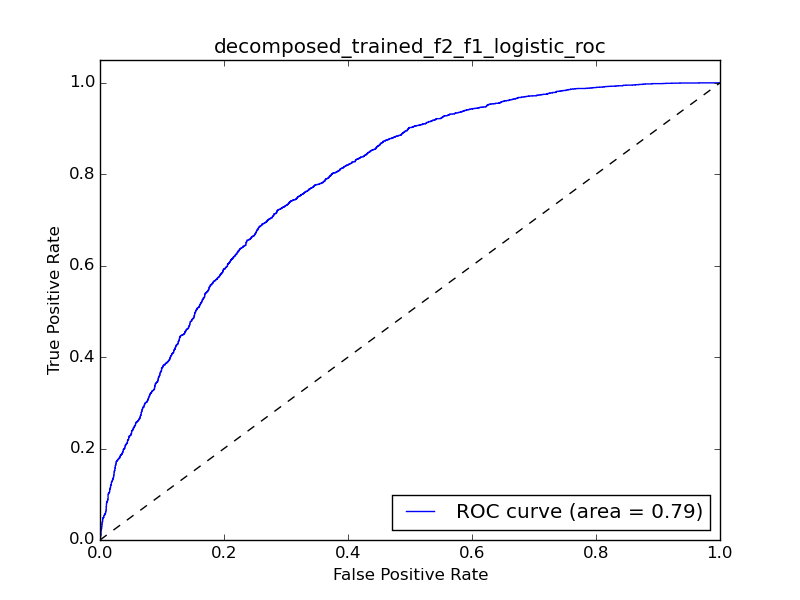 decomposed_trained_f2_f1_logistic_roc
1.0
0.8
0.6
0.4
0.2
0.0
True Positive Rate
ROC curve (area = 0.79)
0.0 0.2 0.4 0.6 0.8 1.0
False Positive Rate